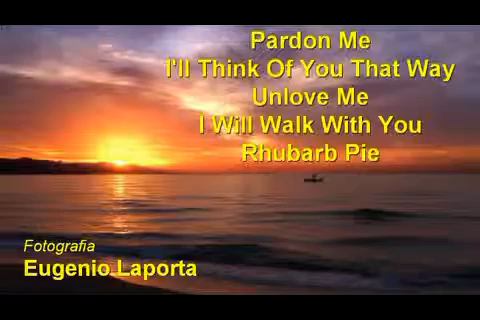 Pardon Me
I'll Think Of You That Way
Unlove Me
I Will Walk With You
Rhubarb Pie
Fotografia
Eugenio Laporta